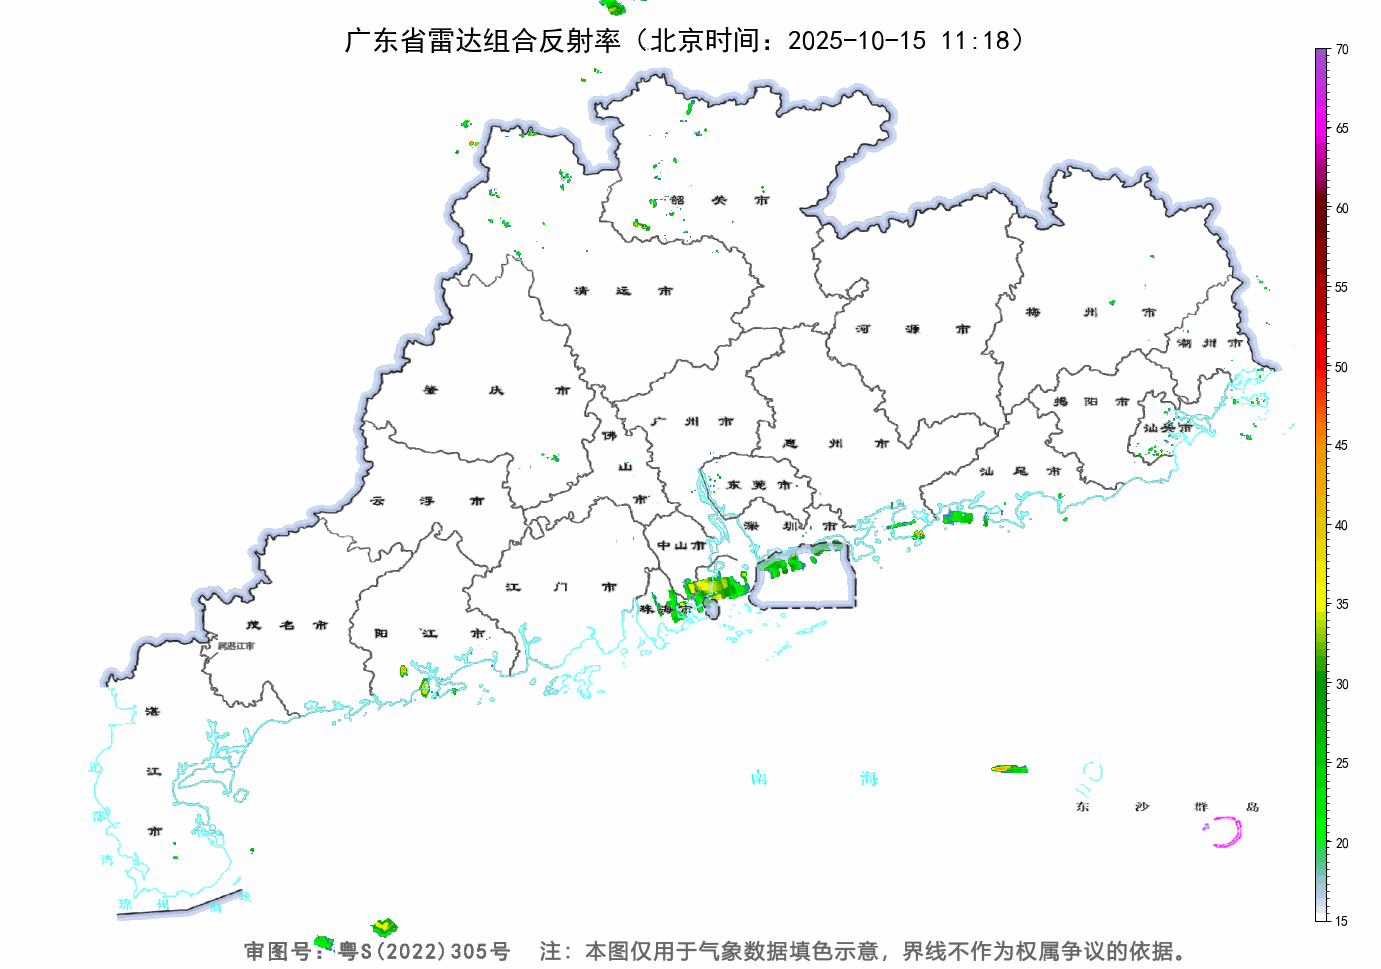 广东省雷达组合反射率（北京时间：2025-10-15 11:18）
70
65
60
55
50
45
40
35
30
25
20
15
韶关市
清远市
河源市
梅州市
潮州市
肇庆市
广州市
揭阳市
汕头市
佛山市
惠州市
汕尾市
云浮市
东莞市
深圳市
中山市
江门市
珠海市
茂名市
阳江市
属湛江市
湛江市
北部湾
南海
东沙群岛
琼州海峡
审图号：粤S(2022)305号 注：本图仅用于气象数据填色示意，界线不作为权属争议的依据。